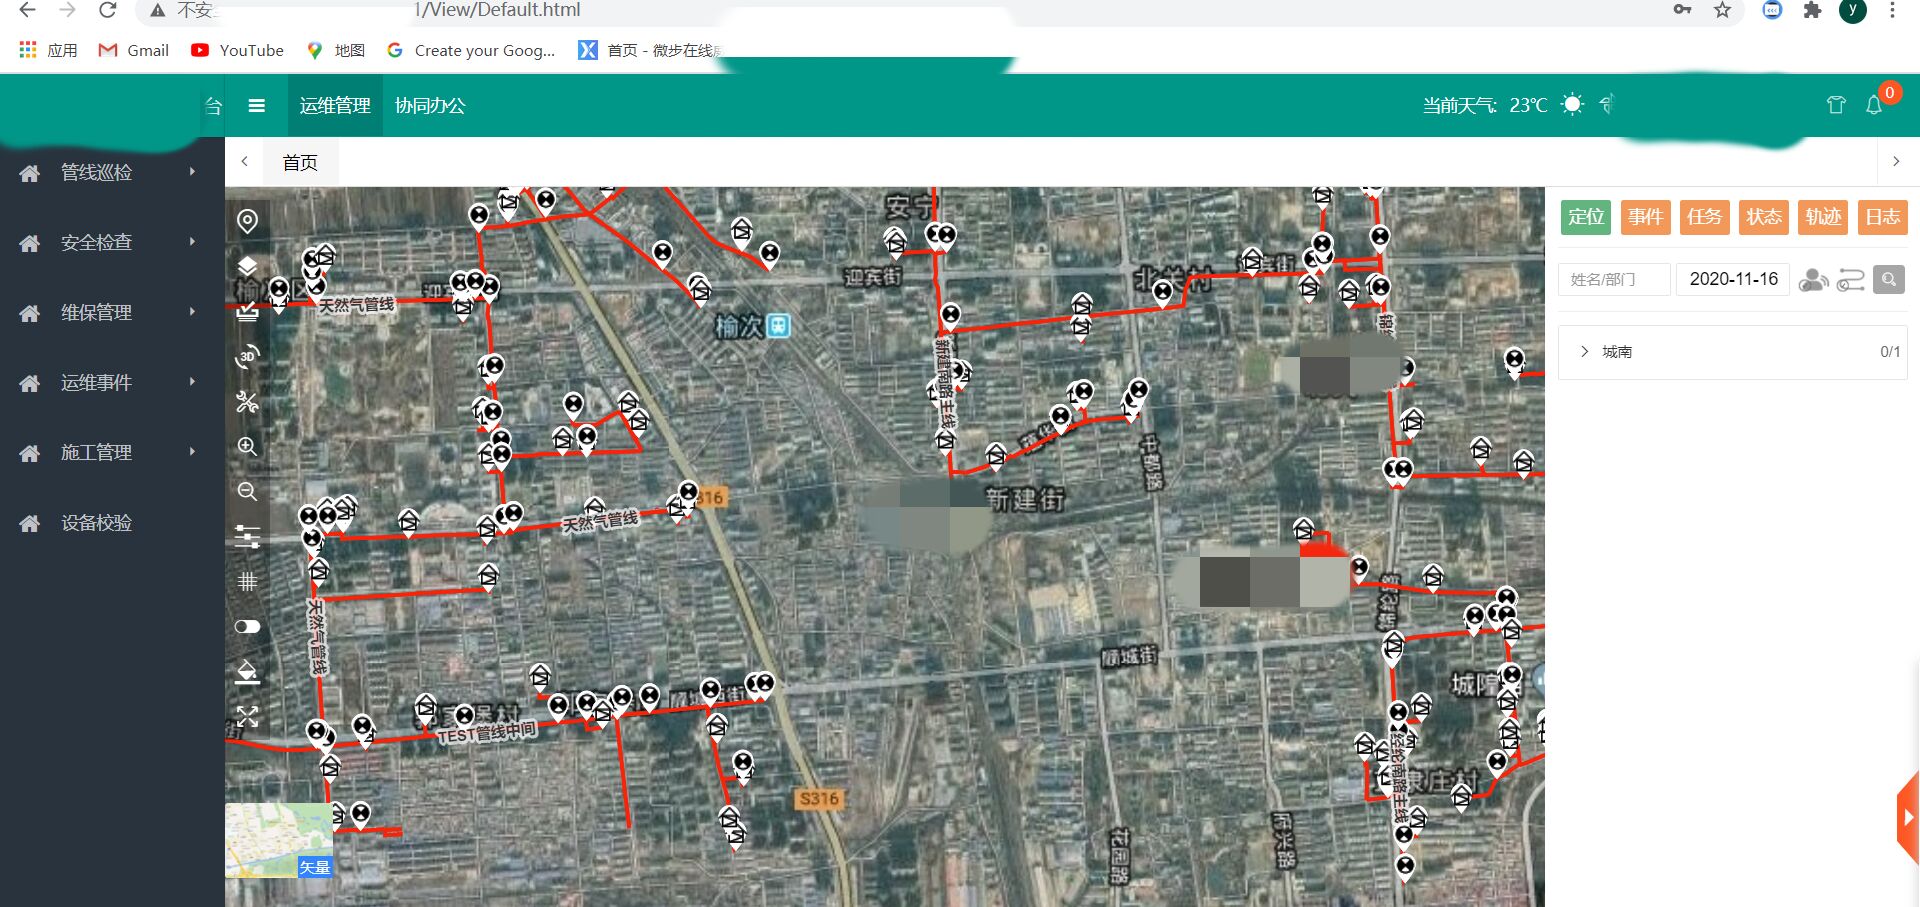 不安
1/View/Default.html
y
应用
Gmail
YouTube
地图
Create your Goog...
首页 - 微步在线
台
运维管理
协同办公
当前天气: 23℃
0
管线巡检
安全检查
维保管理
运维事件
施工管理
设备校验
首页
3D
定位 事件 任务 状态 轨迹 日志
姓名/部门
2020-11-16
城南
0/1
安宁
迎宾街
北关村
榆次
天然气管线
新建南路主线
中都路
新建街
316
天然气管线
天然气管线
顺城街
城隍
TEST管线中间
经纶南路主线
S316
花园路
矢量